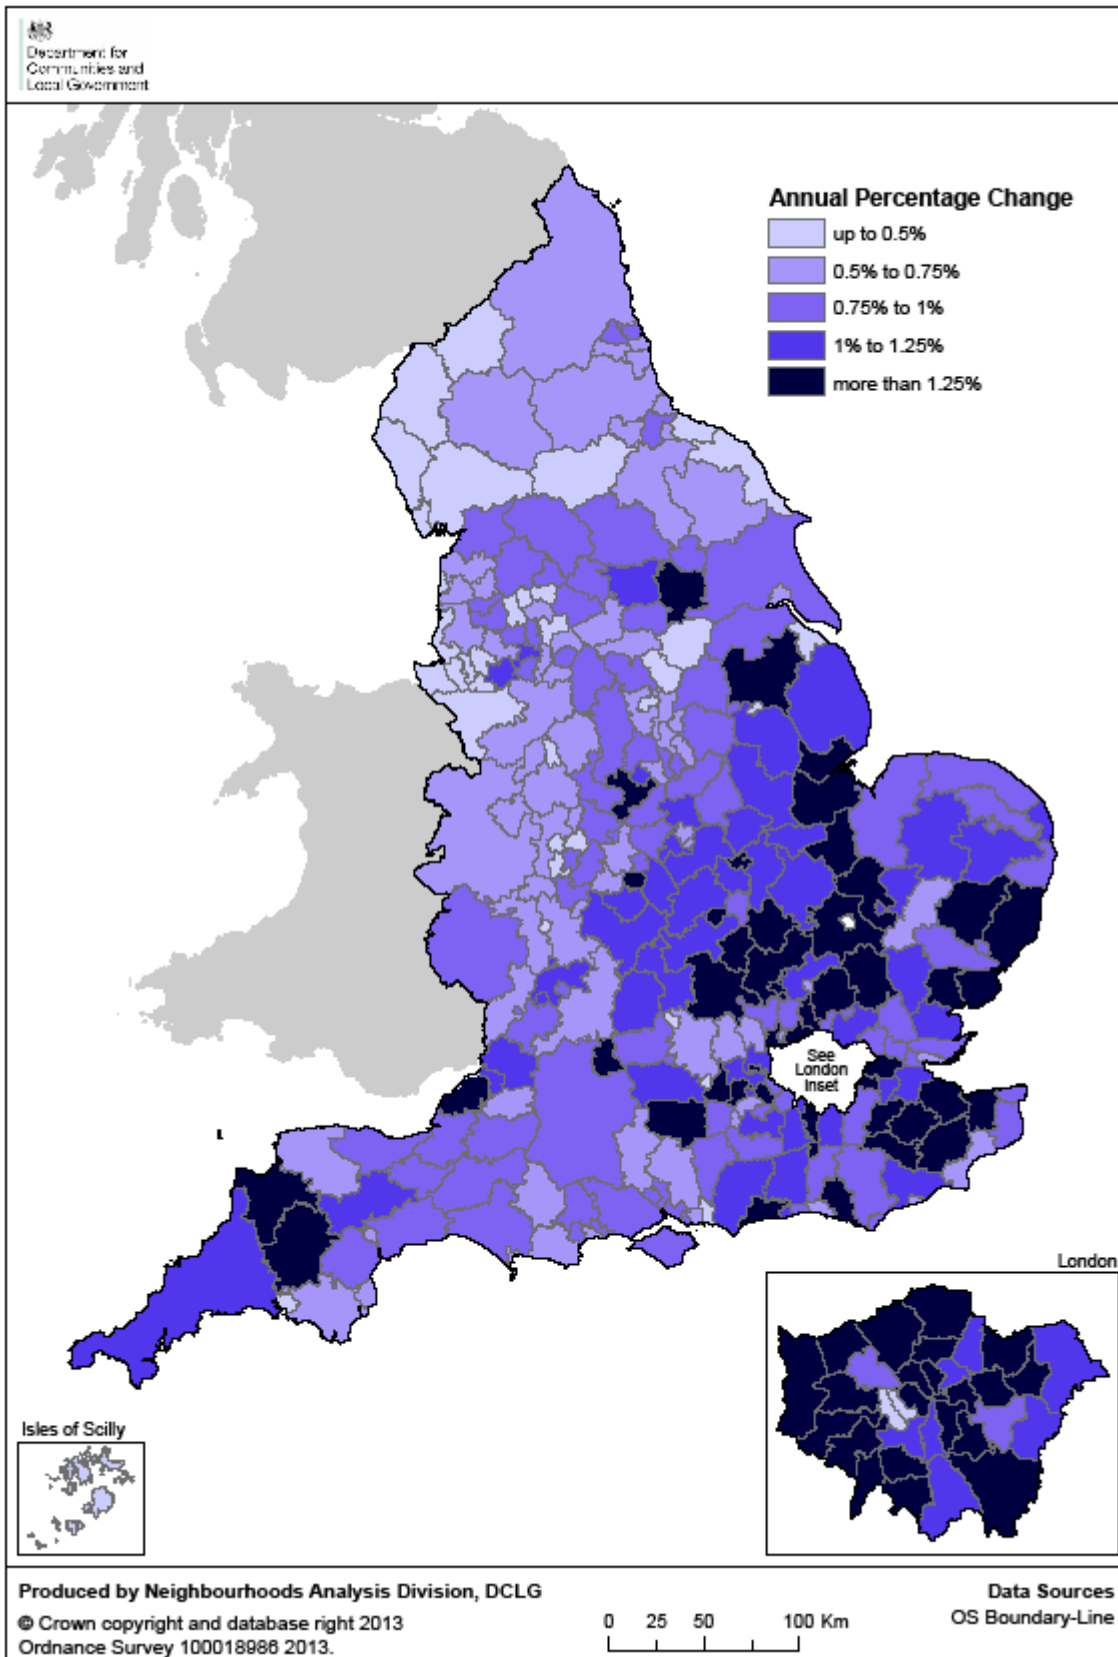 Department for
Communities and
Local Government
Annual Percentage Change
up to 0.5%
0.5% to 0.75%
0.75% to 1%
1% to 1.25%
more than 1.25%
See
London
Inset
London
Isles of Scilly
Produced by Neighbourhoods Analysis Division, DCLG
© Crown copyright and database right 2013
Ordnance Survey 100018986 2013.
0 25 50 100 Km
Data Sources
OS Boundary-Line